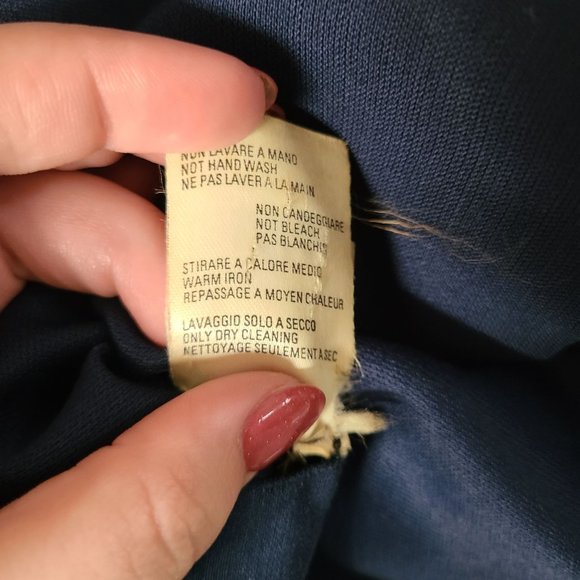 NON LAVARE A MANO
NOT HAND WASH
NE PAS LAVER A LA MAIN
NON CANDEGGIARE
NOT BLEACH
PAS BLANCHIR
STIRARE A CALORE MEDIO
WARM IRON
REPASSAGE A MOYEN CHALEUR
LAVAGGIO SOLO A SECCO
ONLY DRY CLEANING
NETTOYAGE SEULEMENT A SEC